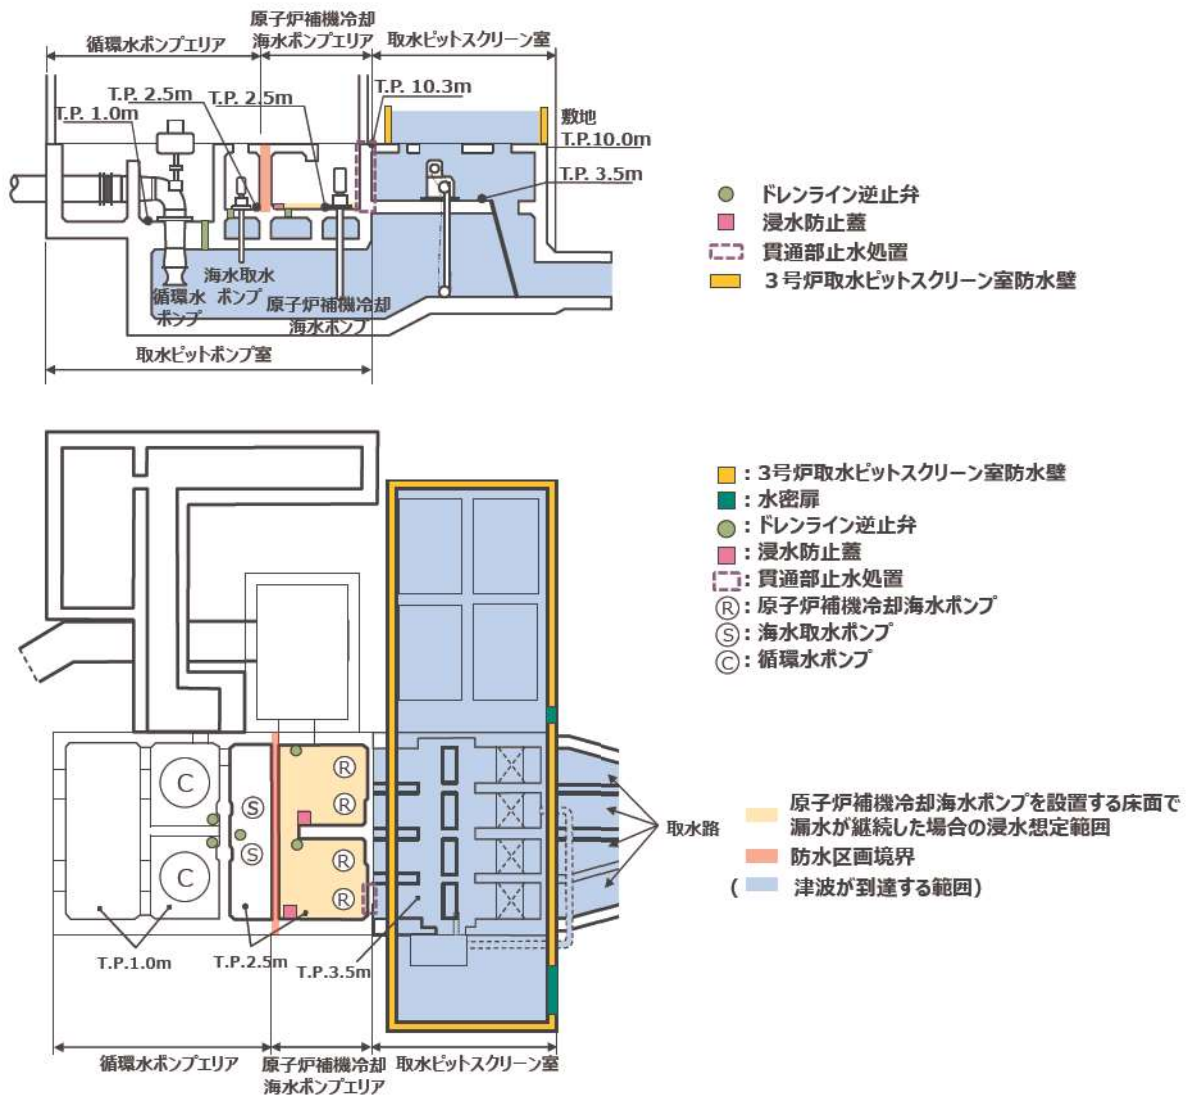 原子炉補機冷却
海水ポンプエリア
循環水ポンプエリア
取水ピットスクリーン室
T.P. 10.3m
T.P. 2.5m
T.P. 2.5m
T.P. 1.0m
敷地
T.P.10.0m
T.P. 3.5m
海水取水
ポンプ
循環水
ポンプ
原子炉補機冷却
海水ポンプ
取水ピットポンプ室
ドレンライン逆止弁
浸水防止蓋
貫通部止水処置
3号炉取水ピットスクリーン室防水壁
:3号炉取水ピットスクリーン室防水壁
:水密扉
:ドレンライン逆止弁
:浸水防止蓋
:貫通部止水処置
R:原子炉補機冷却海水ポンプ
S:海水取水ポンプ
C:循環水ポンプ
C
C
S
S
R
R
R
R
取水路
原子炉補機冷却海水ポンプを設置する床面で
漏水が継続した場合の浸水想定範囲
防水区画境界
( 津波が到達する範囲)
T.P.1.0m
T.P.2.5m
T.P.3.5m
循環水ポンプエリア
原子炉補機冷却
海水ポンプエリア
取水ピットスクリーン室